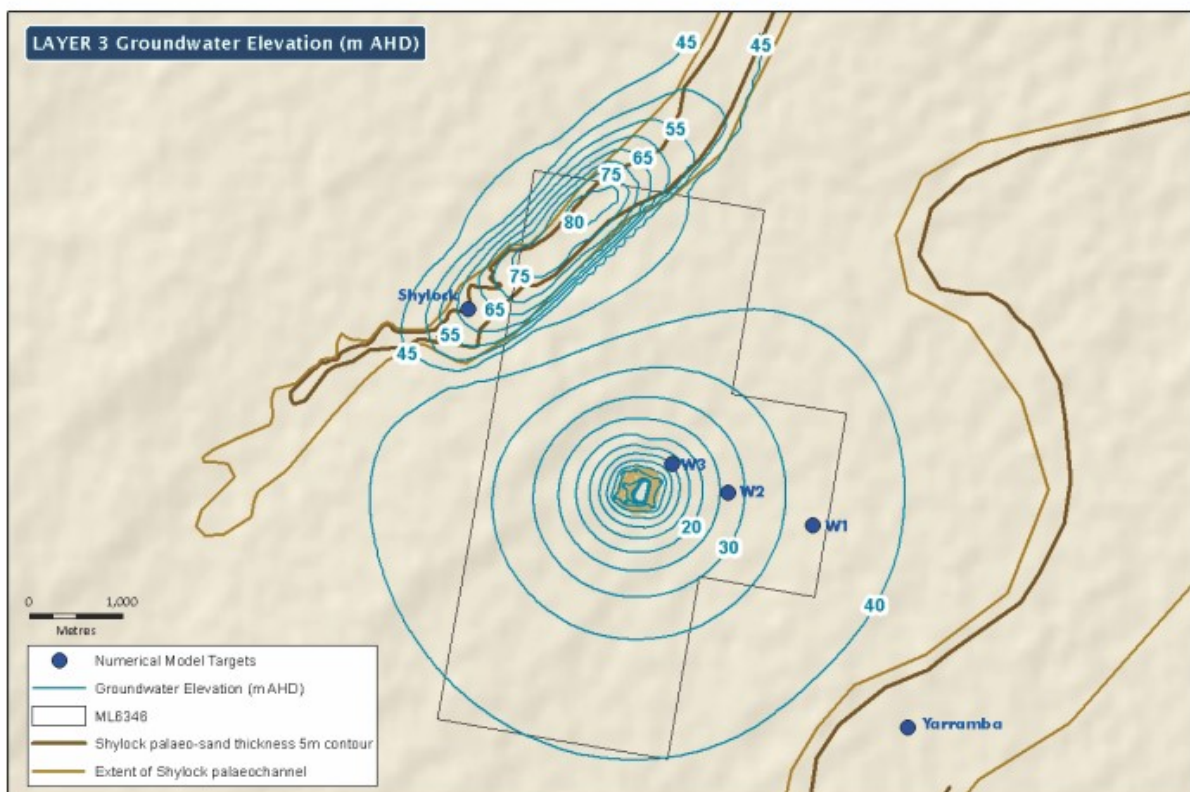 LAYER 3 Groundwater Elevation (m AHD)
45
45
55
65
75
80
75
Shylock
65
55
45
W3
W2
20
W1
30
40
0 1,000
Metres
Yarramba
Numerical Model Targets
Groundwater Elevation (m AHD)
ML6346
Shylock palaeo-sand thickness 5m contour
Extent of Shylock palaeochannel